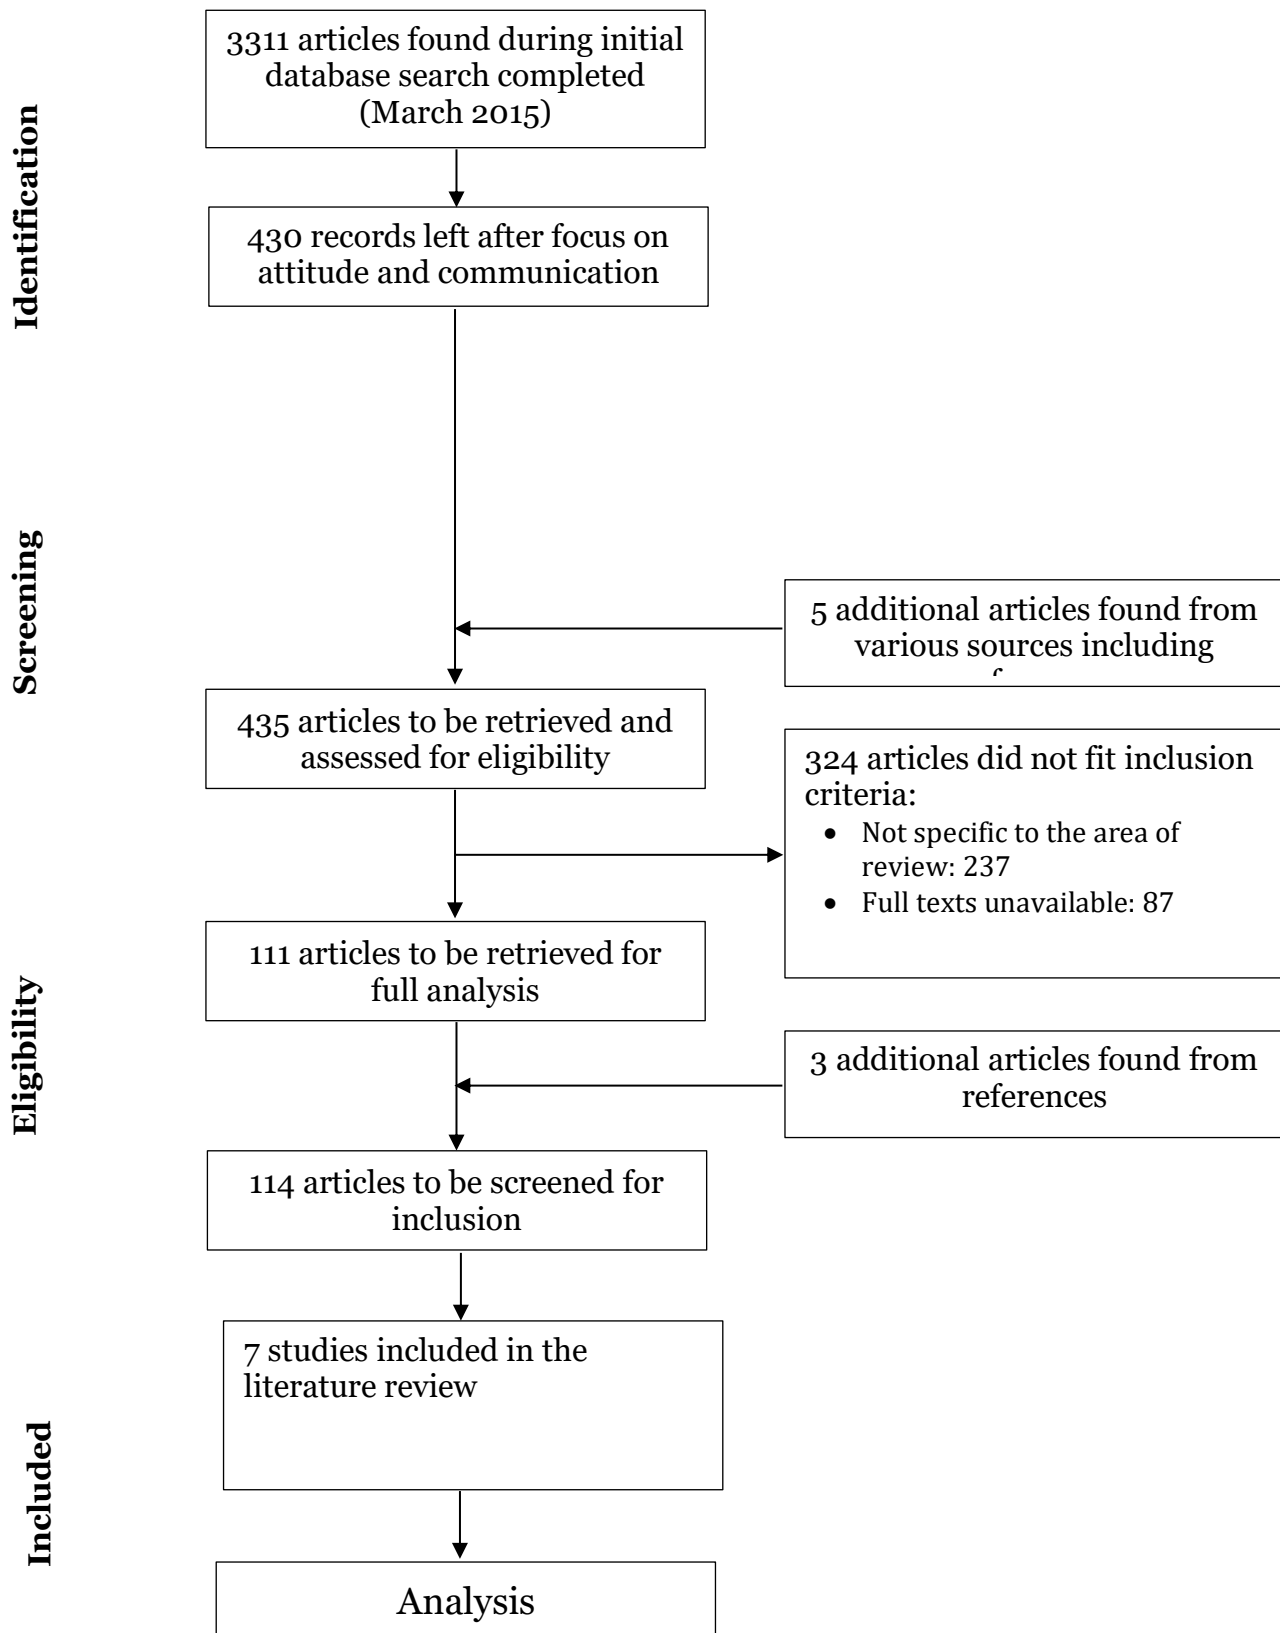 3311 articles found during initial
database search completed
(March 2015)
Identification
430 records left after focus on
attitude and communication
Screening
5 additional articles found from
various sources including
435 articles to be retrieved and
assessed for eligibility
324 articles did not fit inclusion
criteria:
• Not specific to the area of
review: 237
• Full texts unavailable: 87
111 articles to be retrieved for
full analysis
Eligibility
3 additional articles found from
references
114 articles to be screened for
inclusion
7 studies included in the
literature review
Included
Analysis